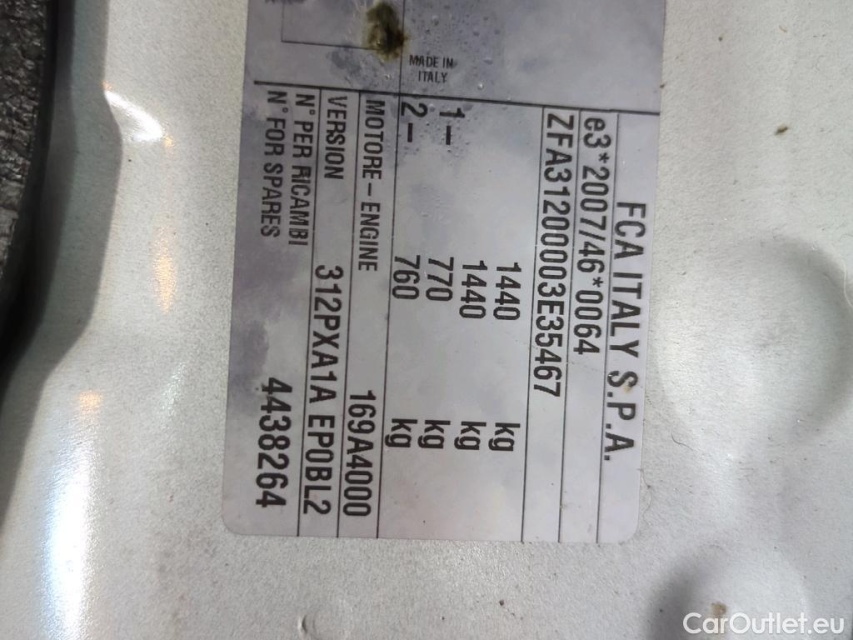 FCA ITALY S.P.A.
e3*2007/46*0064
ZFA31200003E35467
1440 kg
1440 kg
1– 770 kg
2– 760 kg
MOTORE – ENGINE 169A4000
VERSION 312PXA1A EP0BL2
N° PER RICAMBI
N° FOR SPARES 4438264
MADE IN
ITALY
CarOutlet.eu